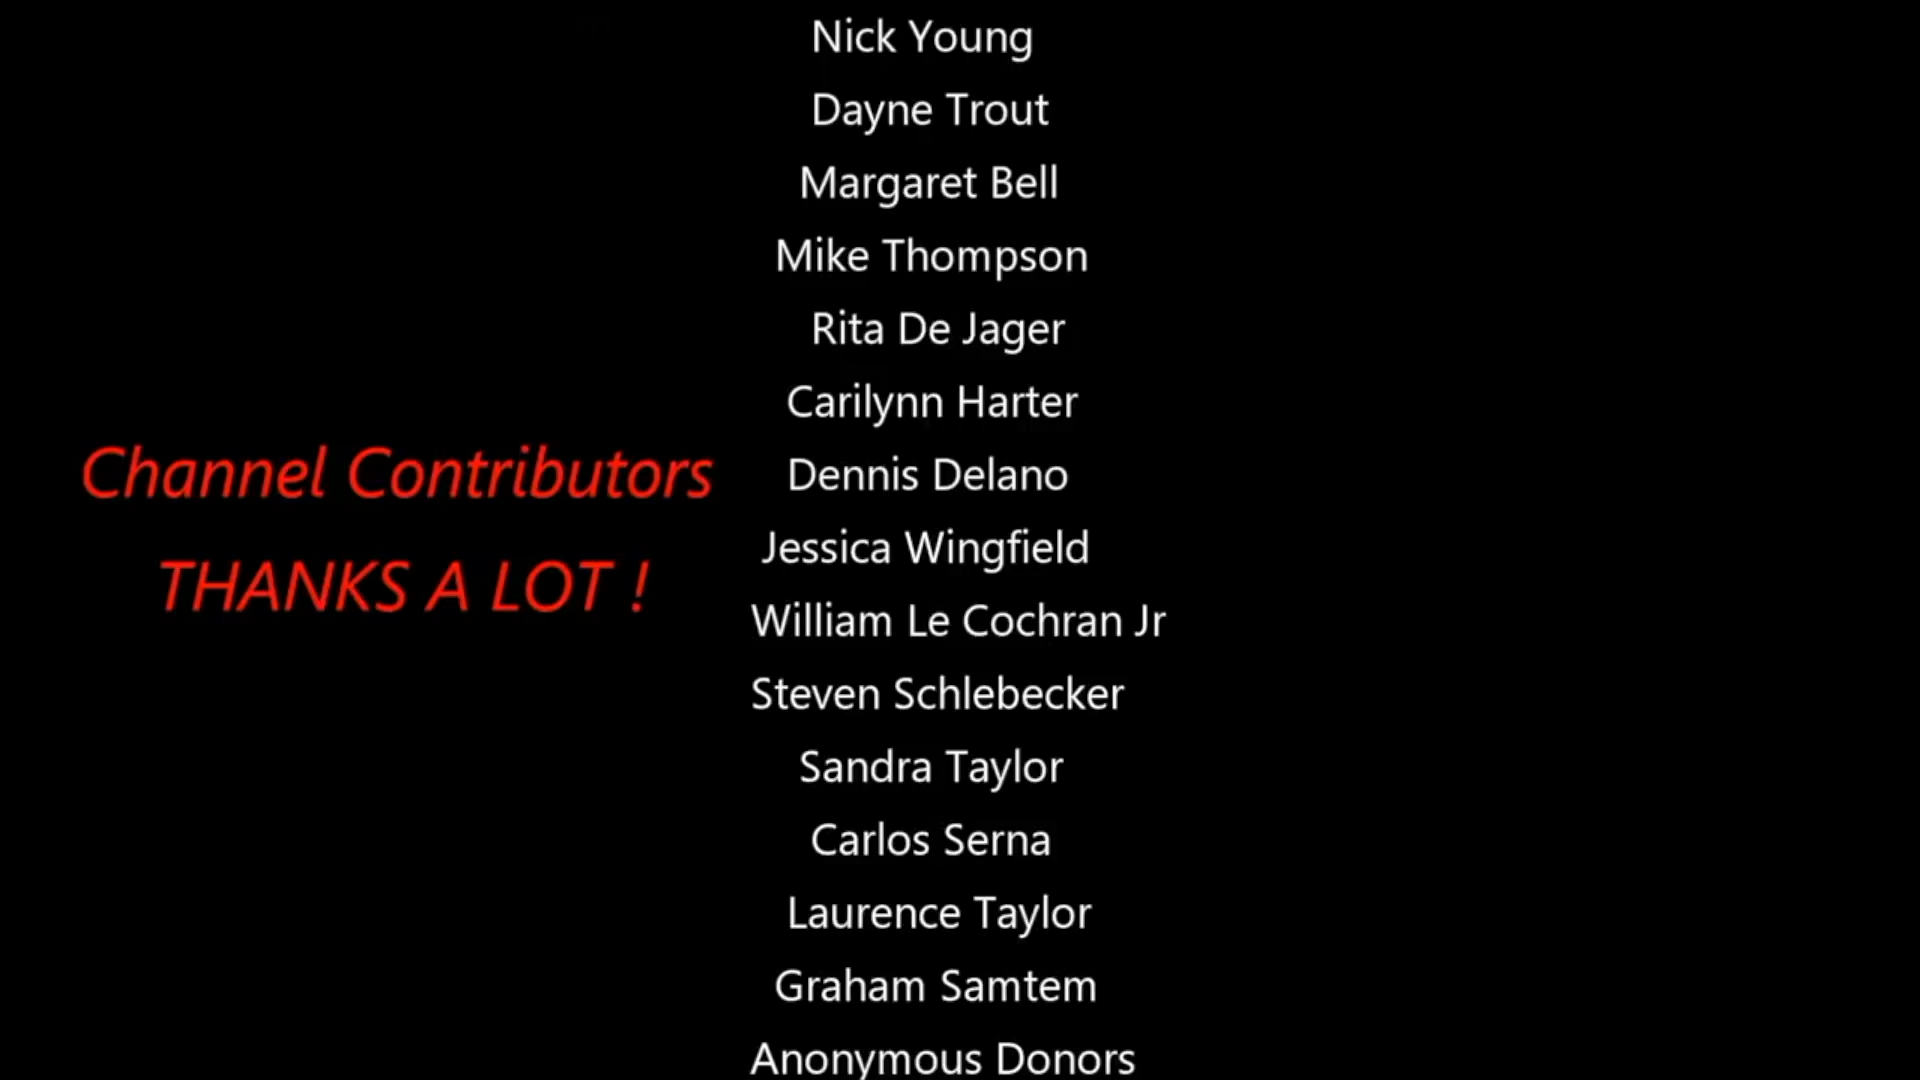 Channel Contributors
THANKS A LOT !
Nick Young
Dayne Trout
Margaret Bell
Mike Thompson
Rita De Jager
Carilynn Harter
Dennis Delano
Jessica Wingfield
William Le Cochran Jr
Steven Schlebecker
Sandra Taylor
Carlos Serna
Laurence Taylor
Graham Samtem
Anonymous Donors